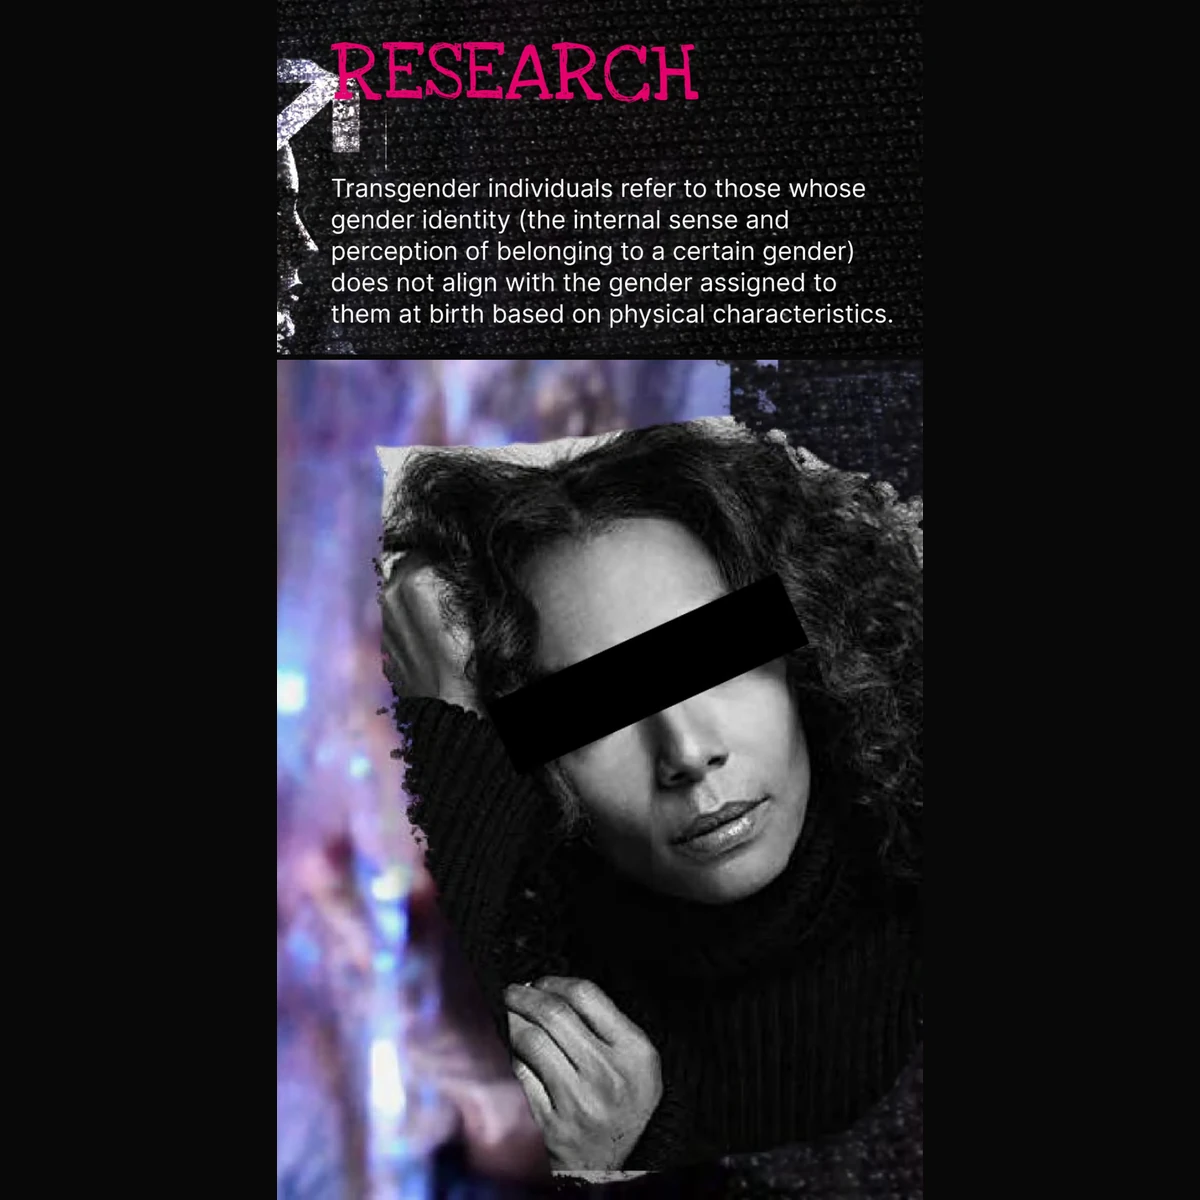 RESEARCH
Transgender individuals refer to those whose
gender identity (the internal sense and
perception of belonging to a certain gender)
does not align with the gender assigned to
them at birth based on physical characteristics.